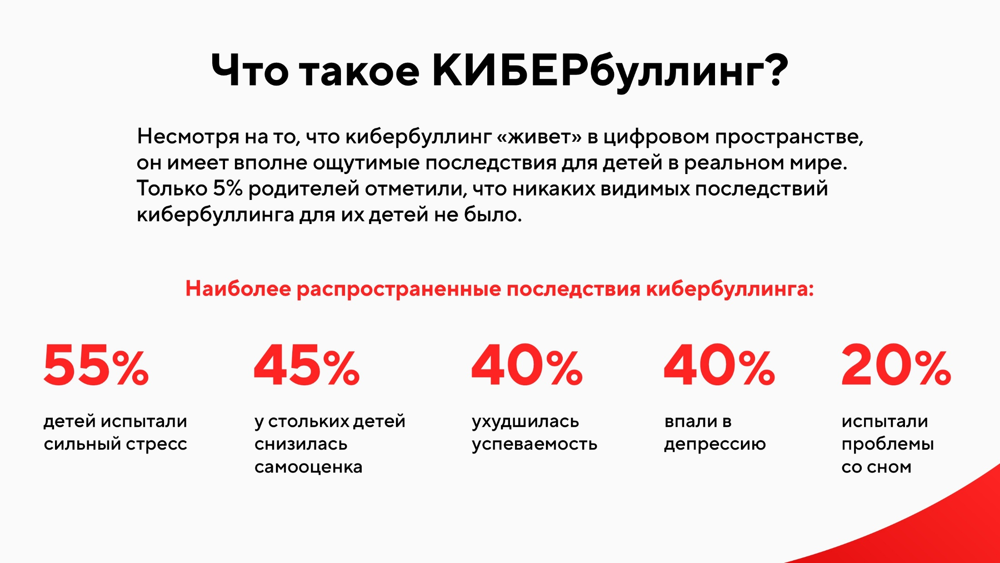 Что такое КИБЕРбуллинг?
Несмотря на то, что кибербуллинг «живет» в цифровом пространстве,
он имеет вполне ощутимые последствия для детей в реальном мире.
Только 5% родителей отметили, что никаких видимых последствий
кибербуллинга для их детей не было.
Наиболее распространенные последствия кибербуллинга:
55%
детей испытали
сильный стресс
45%
у стольких детей
снизилась
самооценка
40%
ухудшилась
успеваемость
40%
впали в
депрессию
20%
испытали
проблемы
со сном